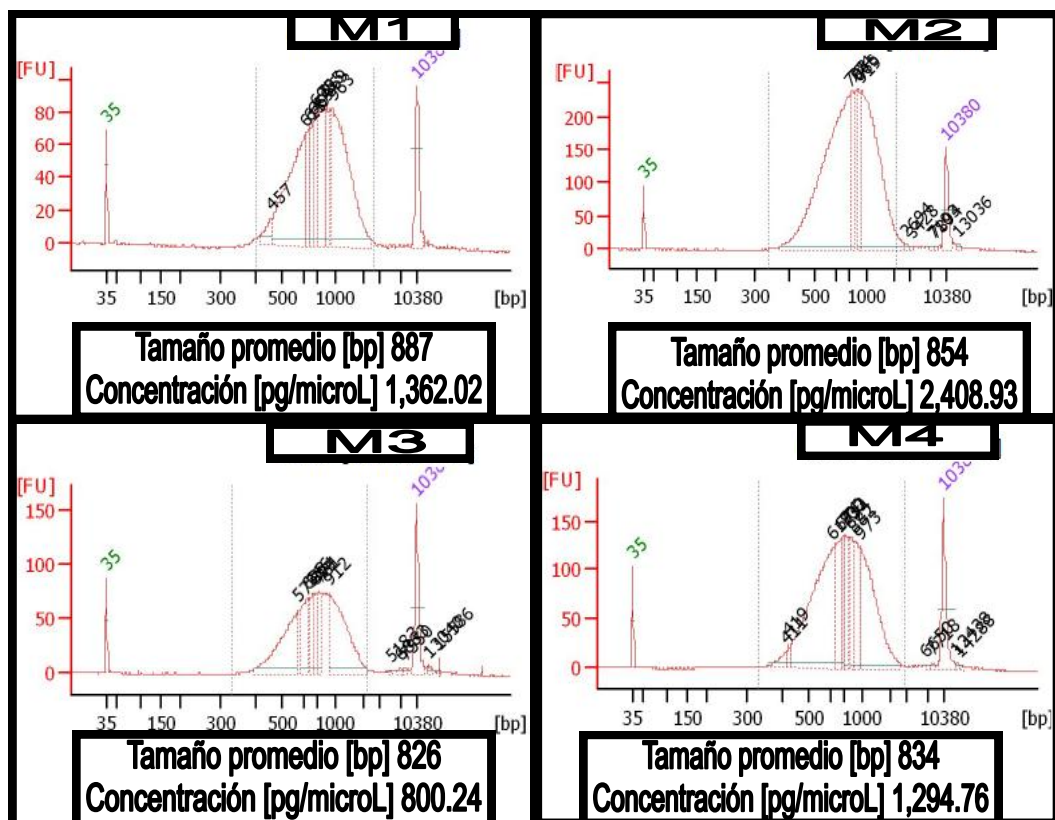 M1
[FU]
35
457
963
80
60
40
20
0
35 150 300 500 1000 10380 [bp]
Tamaño promedio [bp] 887
Concentración [pg/microL] 1,362.02
M2
[FU]
35
10380
2694
13036
200
150
100
50
0
35 150 300 500 1000 10380 [bp]
Tamaño promedio [bp] 854
Concentración [pg/microL] 2,408.93
M3
[FU]
35
912
150
100
50
0
35 150 300 500 1000 10380 [bp]
Tamaño promedio [bp] 826
Concentración [pg/microL] 800.24
M4
[FU]
35
419
973
14288
150
100
50
0
35 150 300 500 1000 10380 [bp]
Tamaño promedio [bp] 834
Concentración [pg/microL] 1,294.76